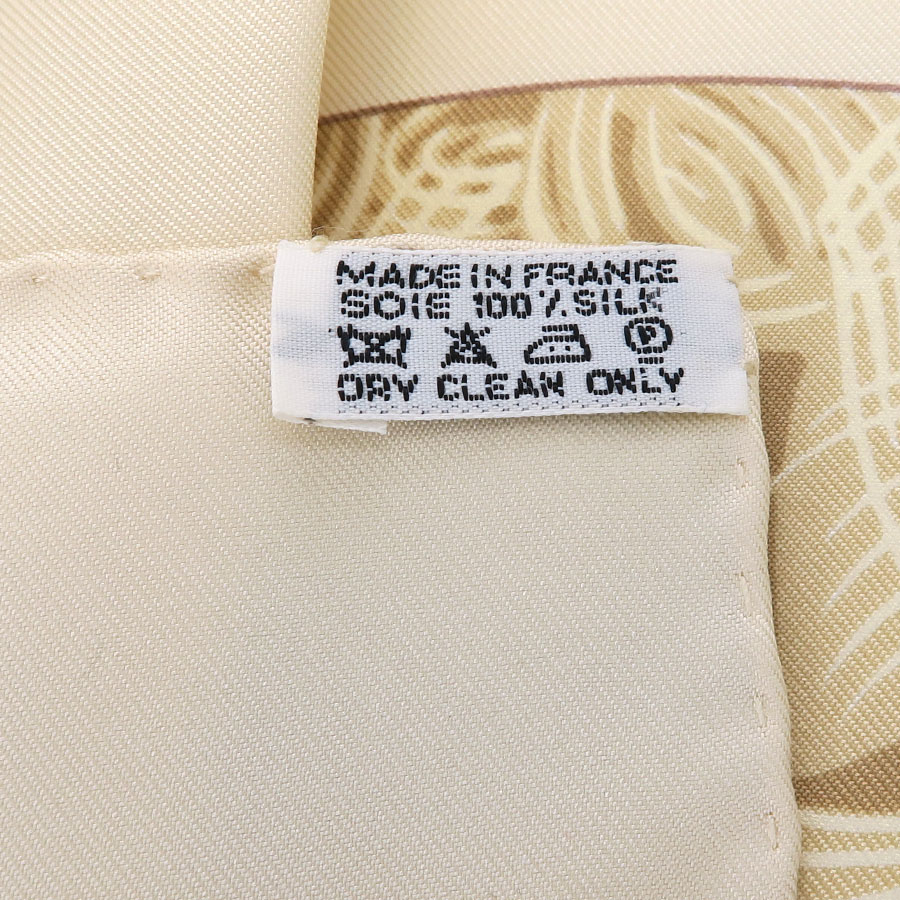 MADE IN FRANCE
SOIE 100% SILK
P
DRY CLEAN ONLY